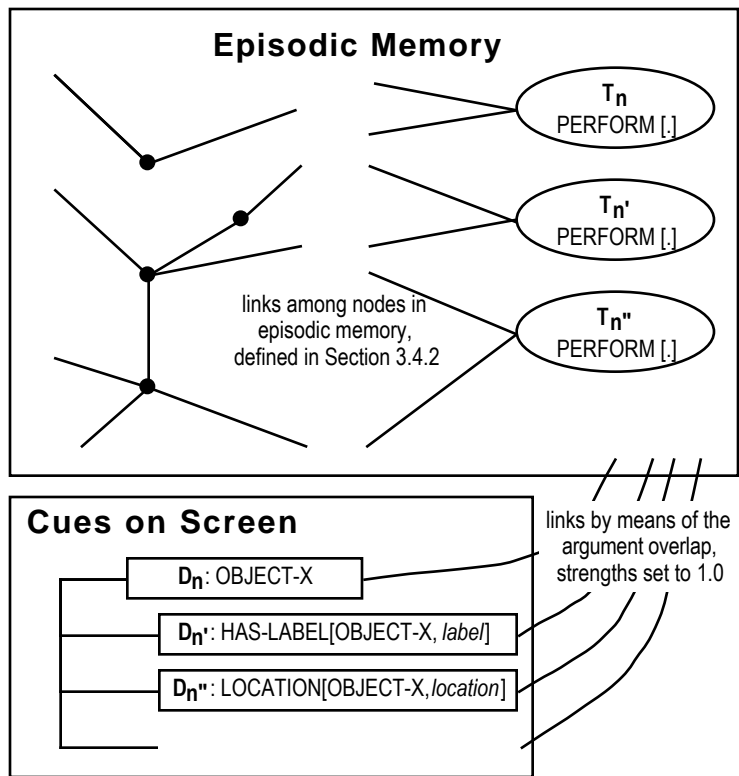 Episodic Memory
Tn
PERFORM [.]
Tn'
PERFORM [.]
links among nodes in
episodic memory,
defined in Section 3.4.2
Tn"
PERFORM [.]
Cues on Screen
links by means of the
argument overlap,
strengths set to 1.0
Dn: OBJECT-X
Dn': HAS-LABEL[OBJECT-X, label]
Dn": LOCATION[OBJECT-X,location]